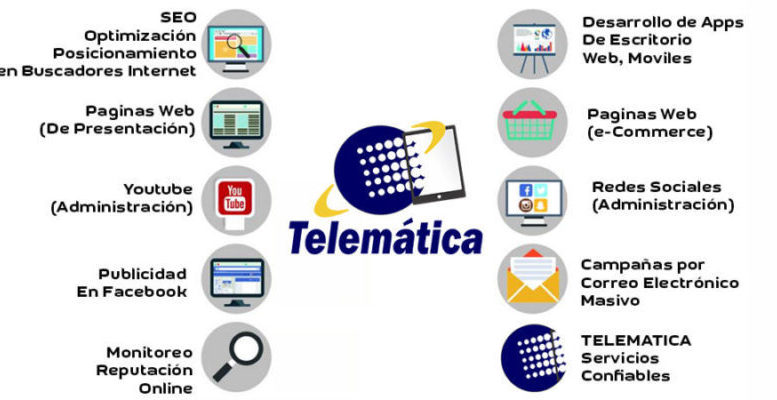 SEO
Optimización
Posicionamiento
en Buscadores Internet
Paginas Web
(De Presentación)
Youtube
(Administración)
You
Tube
Publicidad
En Facebook
Monitoreo
Reputación
Online
Telemática
Desarrollo de Apps
De Escritorio
Web, Moviles
Paginas Web
(e-Commerce)
Redes Sociales
(Administración)
Campañas por
Correo Electrónico
Masivo
TELEMATICA
Servicios
Confiables